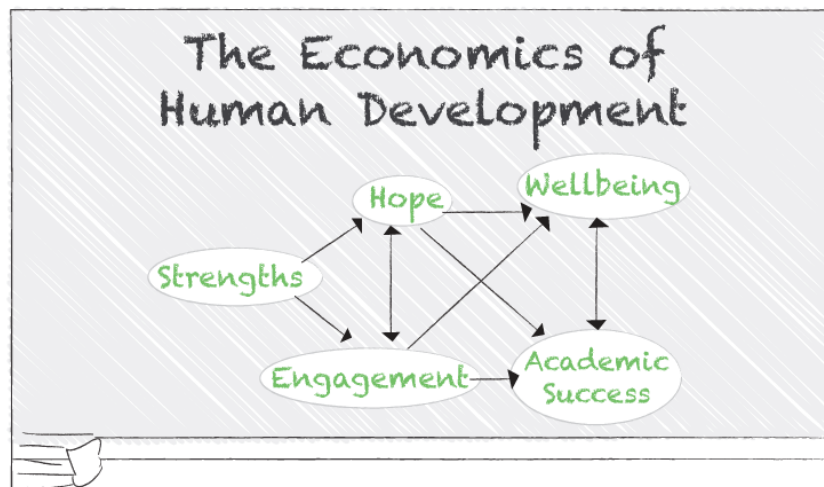 The Economics of
Human Development
Hope
Wellbeing
Strengths
Engagement
Academic
Success